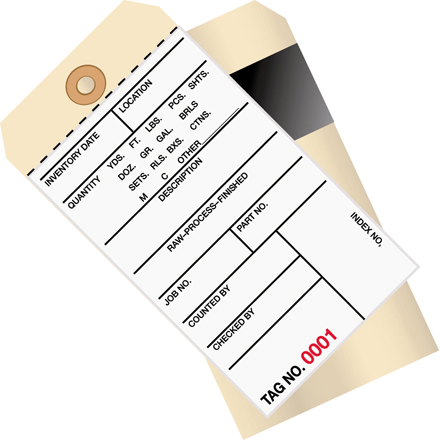 INVENTORY DATE LOCATION
QUANTITY YDS. FT. LBS. PCS. SHTS.
DOZ. GR. GAL. BRLS
SETS. RLS. BXS. CTNS.
M C OTHER
DESCRIPTION
RAW–PROCESS–FINISHED
JOB NO. PART NO. INDEX NO.
COUNTED BY
CHECKED BY
TAG NO. 0001